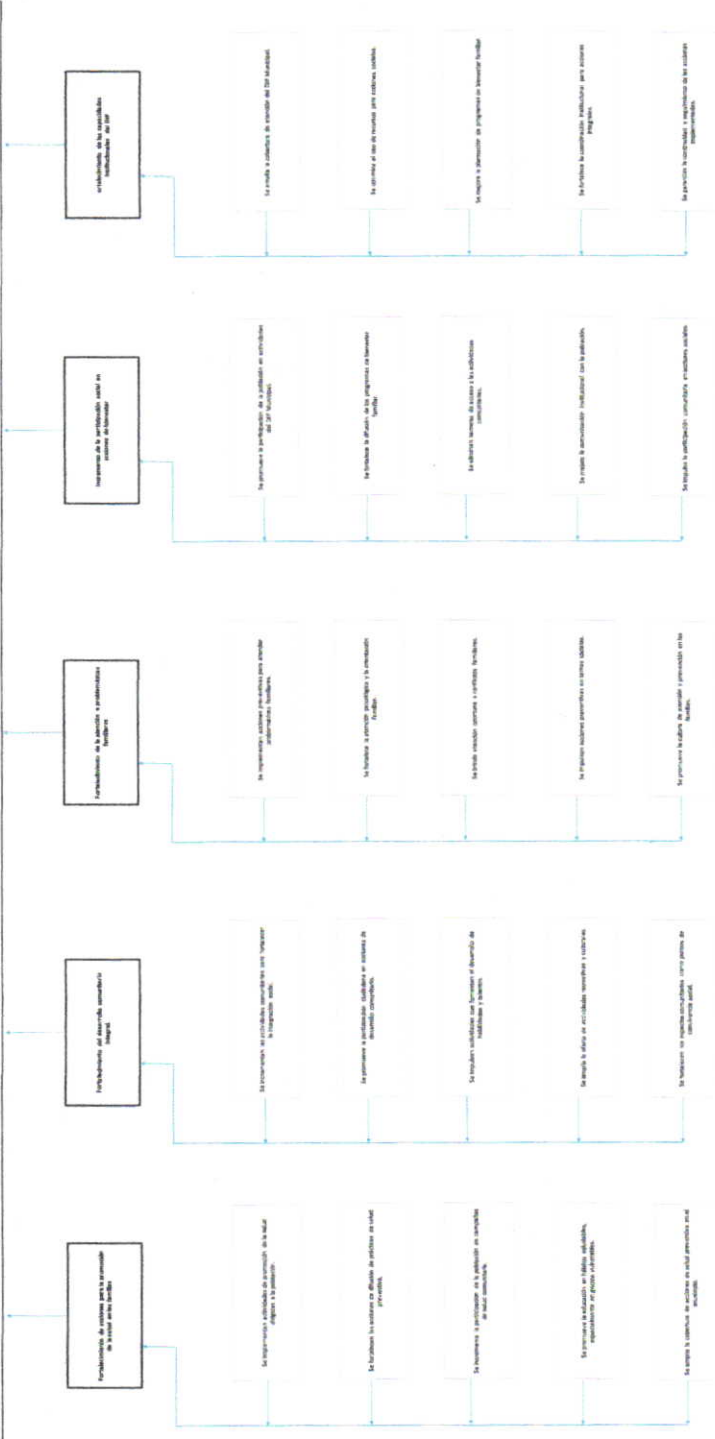 Fortalecimiento de acciones para la promoción
de la salud en las familias
Se implementan actividades de promoción de la salud
dirigidas a la población.
Se fortalecen las acciones de difusión de prácticas de salud
preventiva.
Se incrementa la participación de la población en campañas
de salud comunitaria.
Se promueve la educación en hábitos saludables,
especialmente en grupos vulnerables.
Se amplía la cobertura de acciones de salud preventiva en el
municipio.
Fortalecimiento del desarrollo comunitario
integral
Se incrementan las actividades comunitarias para fortalecer
la integración social.
Se promueve la participación ciudadana en acciones de
desarrollo comunitario.
Se impulsan actividades que fomentan el desarrollo de
habilidades y talentos.
Se amplía la oferta de actividades recreativas y culturales
Se fortalecen los espacios comunitarios como puntos de
convivencia social.
Fortalecimiento de la atención a problemáticas
familiares
Se implementan acciones preventivas para atender
problemáticas familiares.
Se fortalece la atención psicológica y la orientación
familiar.
Se brinda atención oportuna a conflictos familiares.
Se impulsan acciones preventivas en temas sociales.
Se promueve la cultura de atención y prevención en las
familias.
Incremento de la participación social en
acciones de bienestar
Se promueve la participación de la población en actividades
del DIF Municipal.
Se fortalece la difusión de los programas de bienestar
familiar.
Se eliminan barreras de acceso a las actividades
comunitarias.
Se mejora la comunicación institucional con la población.
Se impulsa la participación comunitaria en acciones sociales
ortalecimiento de las capacidades
institucionales del DIF
Se amplía la cobertura de atención del DIF Municipal.
Se optimiza el uso de recursos para acciones sociales.
Se mejora la planeación de programas de bienestar familiar.
Se fortalece la coordinación institucional para acciones
integrales.
Se garantiza la continuidad y seguimiento de las acciones
implementadas.